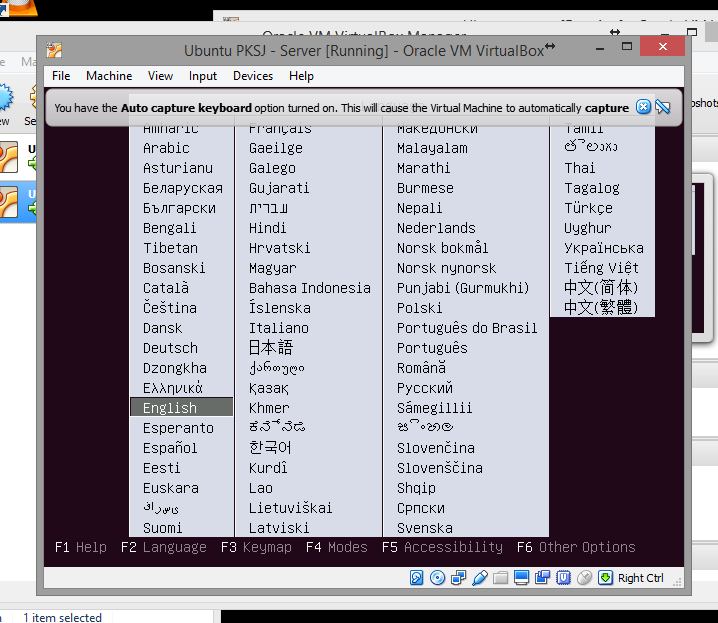 Oracle VM VirtualBox Manager
Ubuntu PKSJ - Server [Running] - Oracle VM VirtualBox
File Machine View Input Devices Help
You have the Auto capture keyboard option turned on. This will cause the Virtual Machine to automatically capture
Amharic
Arabic
Asturianu
Беларуская
Български
Bengali
Tibetan
Bosanski
Català
Čeština
Dansk
Deutsch
Dzongkha
Ελληνικά
English
Esperanto
Español
Eesti
Euskara
Suomi
Français
Gaeilge
Galego
Gujarati
עברית
Hindi
Hrvatski
Magyar
Bahasa Indonesia
Íslenska
Italiano
日本語
ქართული
Қазақ
Khmer
ಕನ್ನಡ
한국어
Kurdî
Lao
Lietuviškai
Latviski
Македонски
Malayalam
Marathi
Burmese
Nepali
Nederlands
Norsk bokmål
Norsk nynorsk
Punjabi (Gurmukhi)
Polski
Português do Brasil
Português
Română
Русский
Sámegillii
සිංහල
Slovenčina
Slovenščina
Shqip
Српски
Svenska
Tamil
తెలుగు
Thai
Tagalog
Türkçe
Uyghur
Українська
Tiếng Việt
中文(简体)
中文(繁體)
F1 Help F2 Language F3 Keymap F4 Modes F5 Accessibility F6 Other Options
Right Ctrl
1 item selected